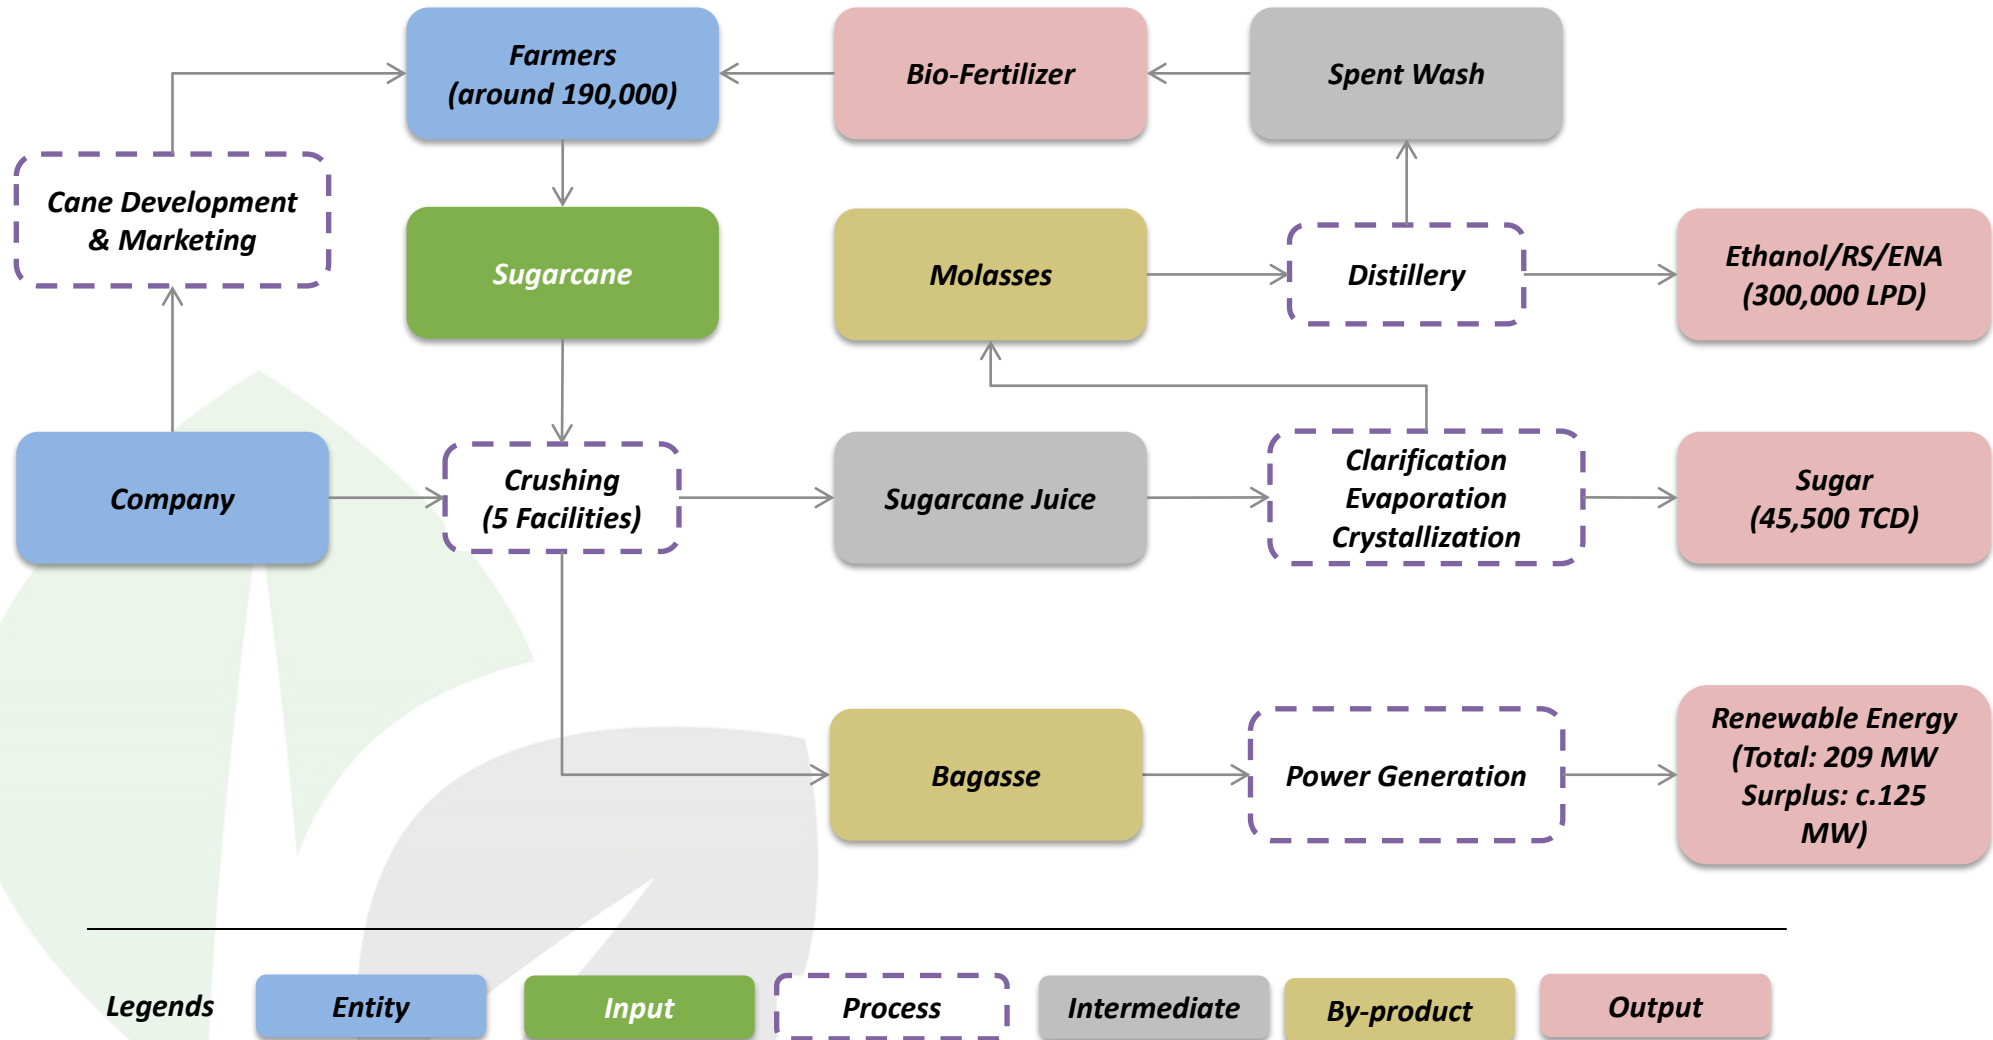 Farmers
(around 190,000)
Bio-Fertilizer
Spent Wash
Cane Development
& Marketing
Sugarcane
Molasses
Distillery
Ethanol/RS/ENA
(300,000 LPD)
Company
Crushing
(5 Facilities)
Sugarcane Juice
Clarification
Evaporation
Crystallization
Sugar
(45,500 TCD)
Bagasse
Power Generation
Renewable Energy
(Total: 209 MW
Surplus: c.125
MW)
Legends
Entity
Input
Process
Intermediate
By-product
Output